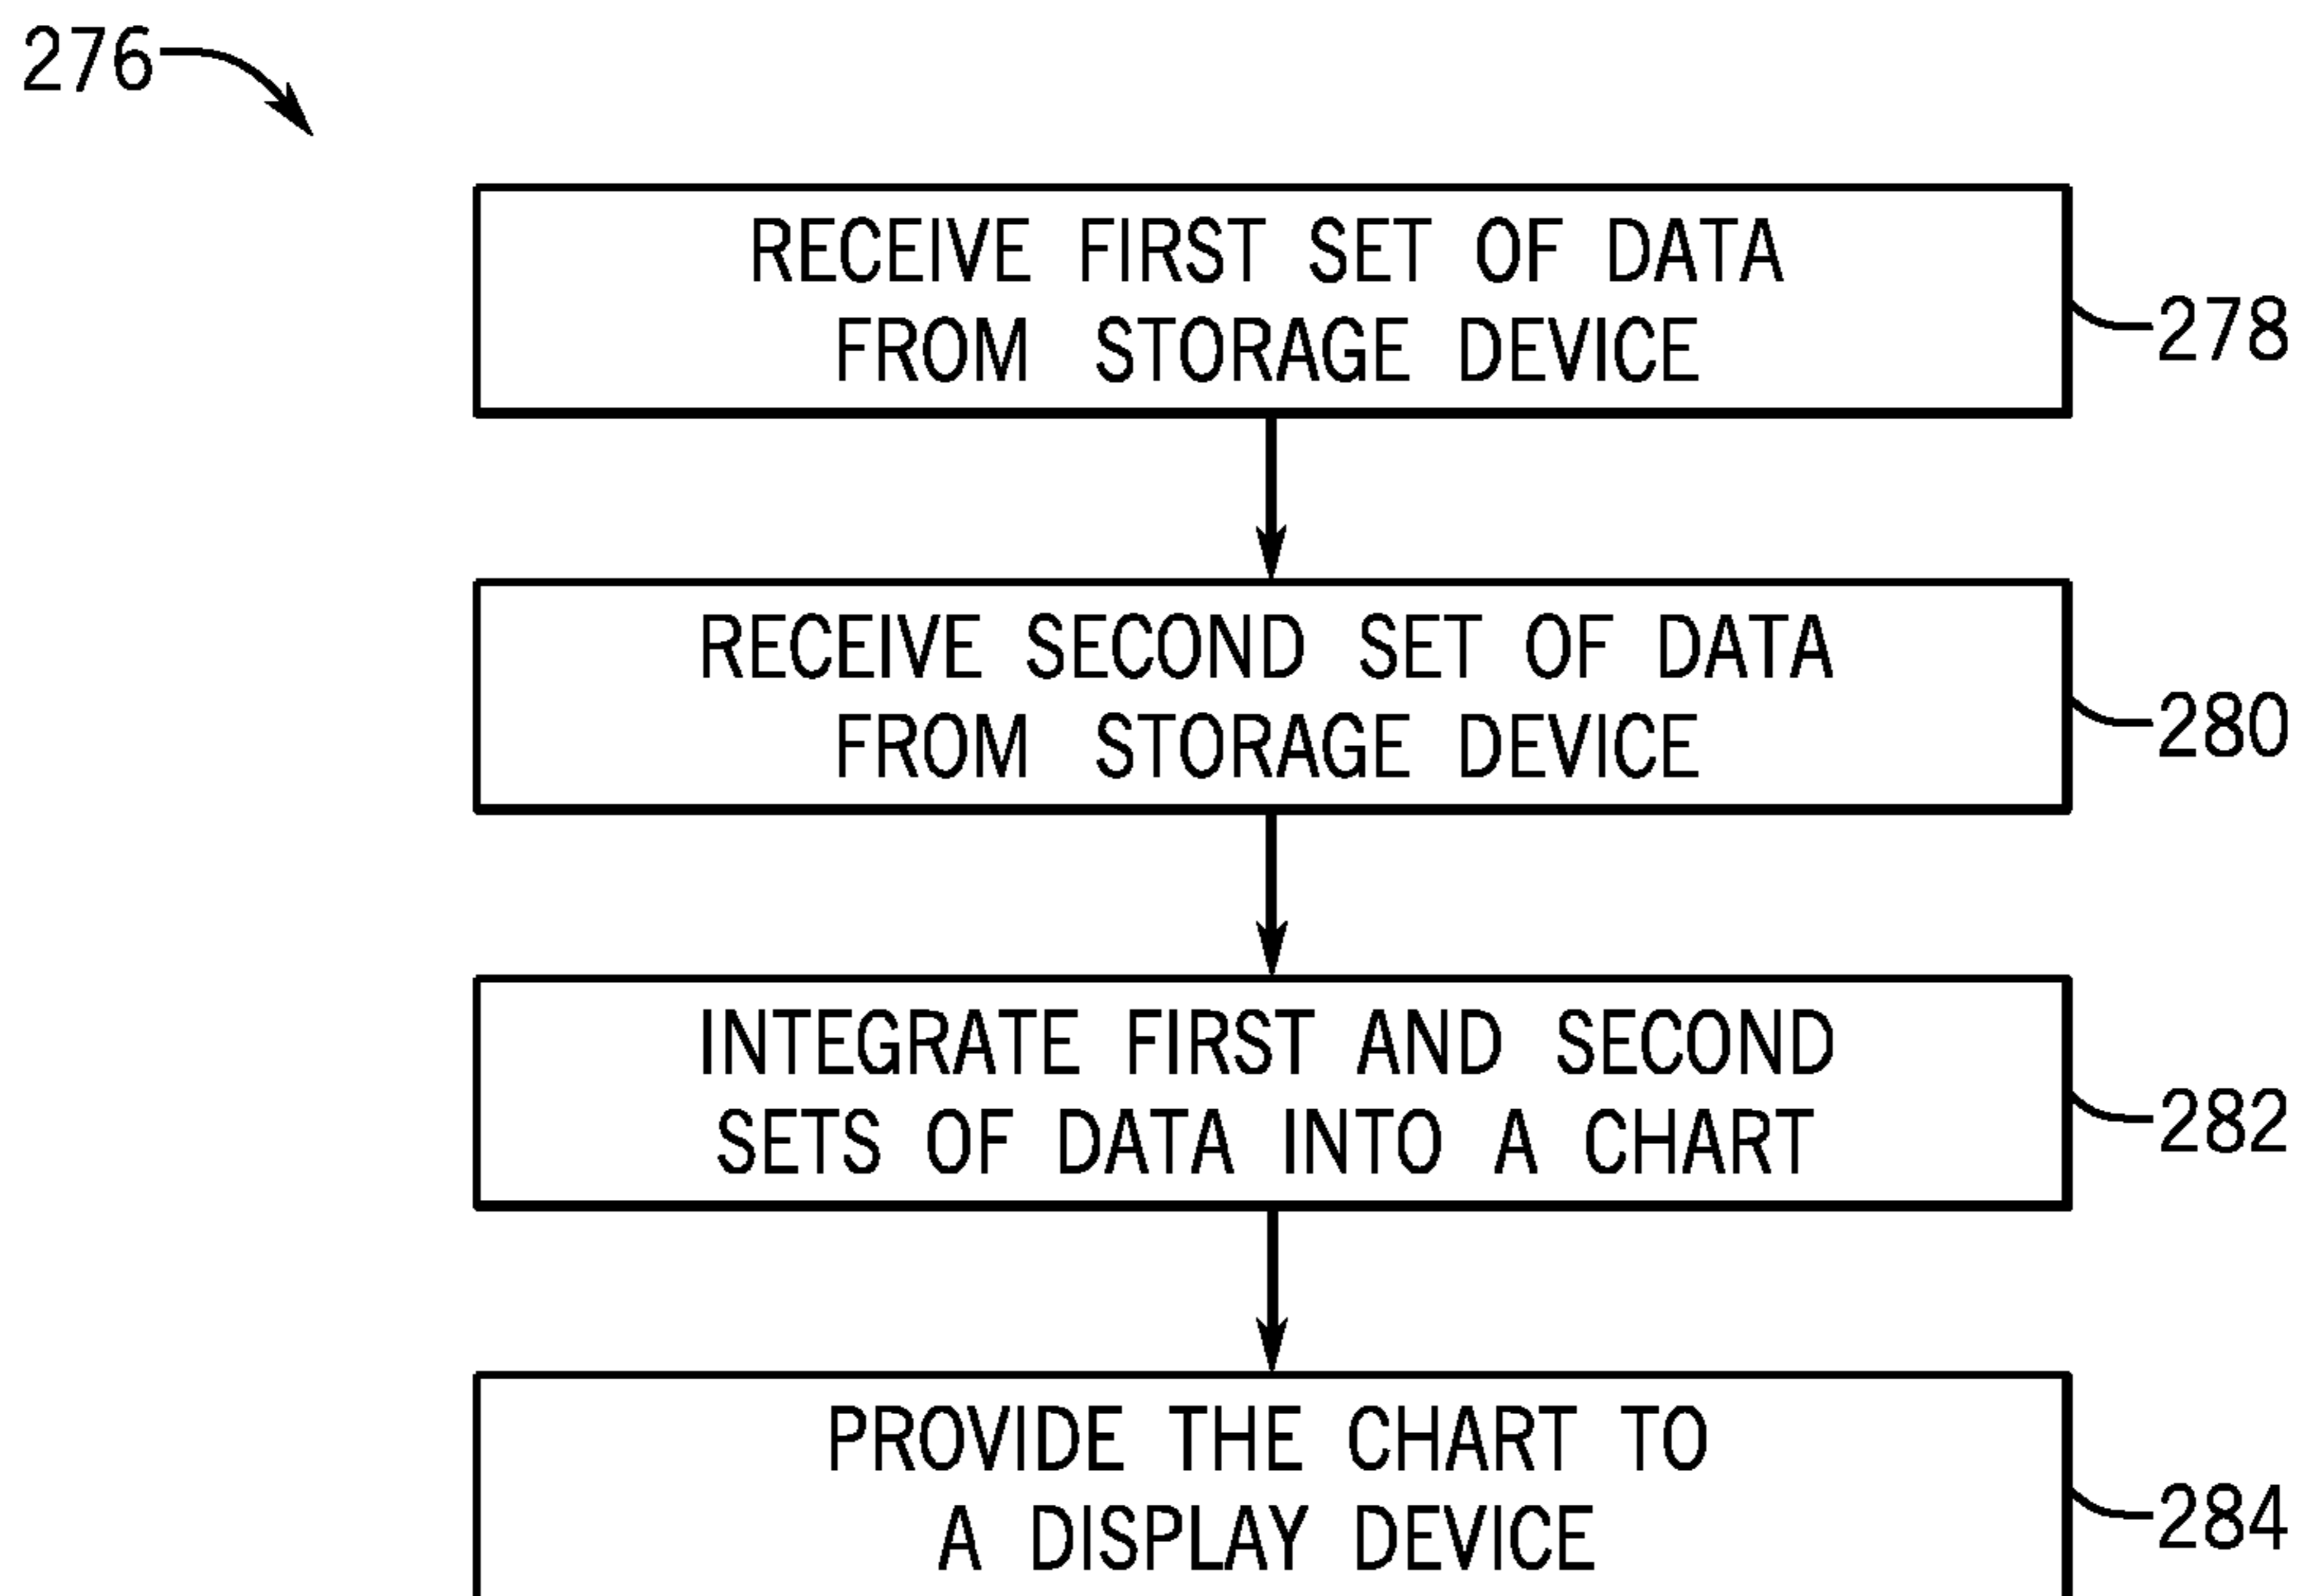 276
RECEIVE FIRST SET OF DATA
FROM STORAGE DEVICE
278
RECEIVE SECOND SET OF DATA
FROM STORAGE DEVICE
280
INTEGRATE FIRST AND SECOND
SETS OF DATA INTO A CHART
282
PROVIDE THE CHART TO
A DISPLAY DEVICE
284